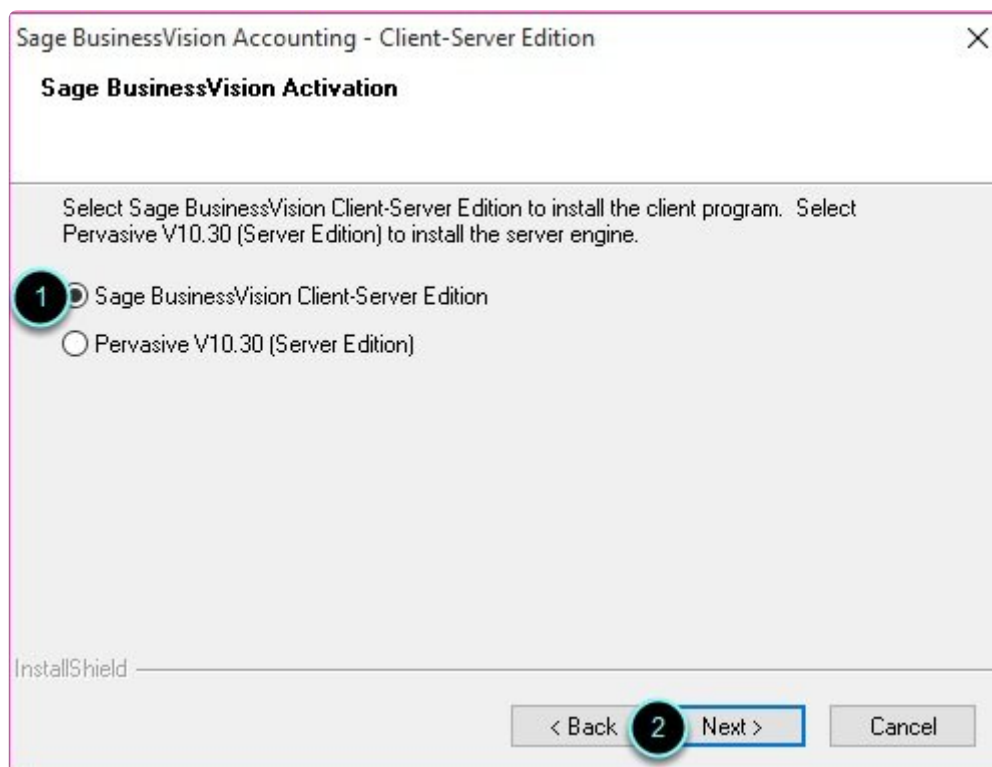 Sage BusinessVision Accounting - Client-Server Edition
Sage BusinessVision Activation
Select Sage BusinessVision Client-Server Edition to install the client program.  Select
Pervasive V10.30 (Server Edition) to install the server engine.
1 Sage BusinessVision Client-Server Edition
Pervasive V10.30 (Server Edition)
InstallShield
< Back 2 Next > Cancel